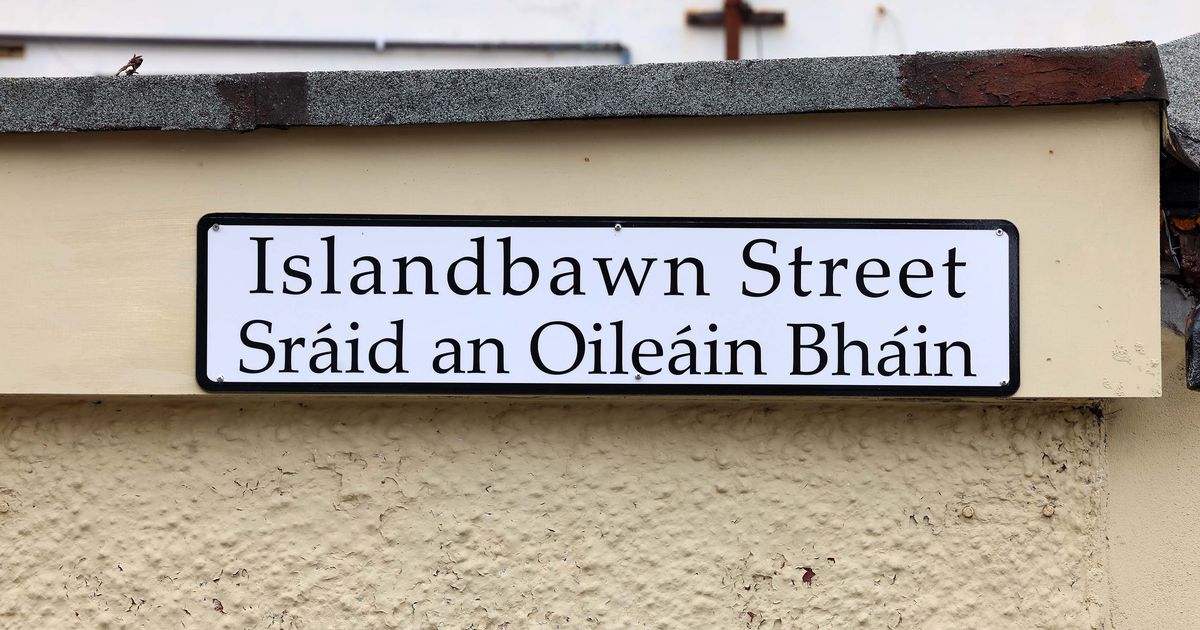 Islandbawn Street
Sráid an Oileáin Bháin